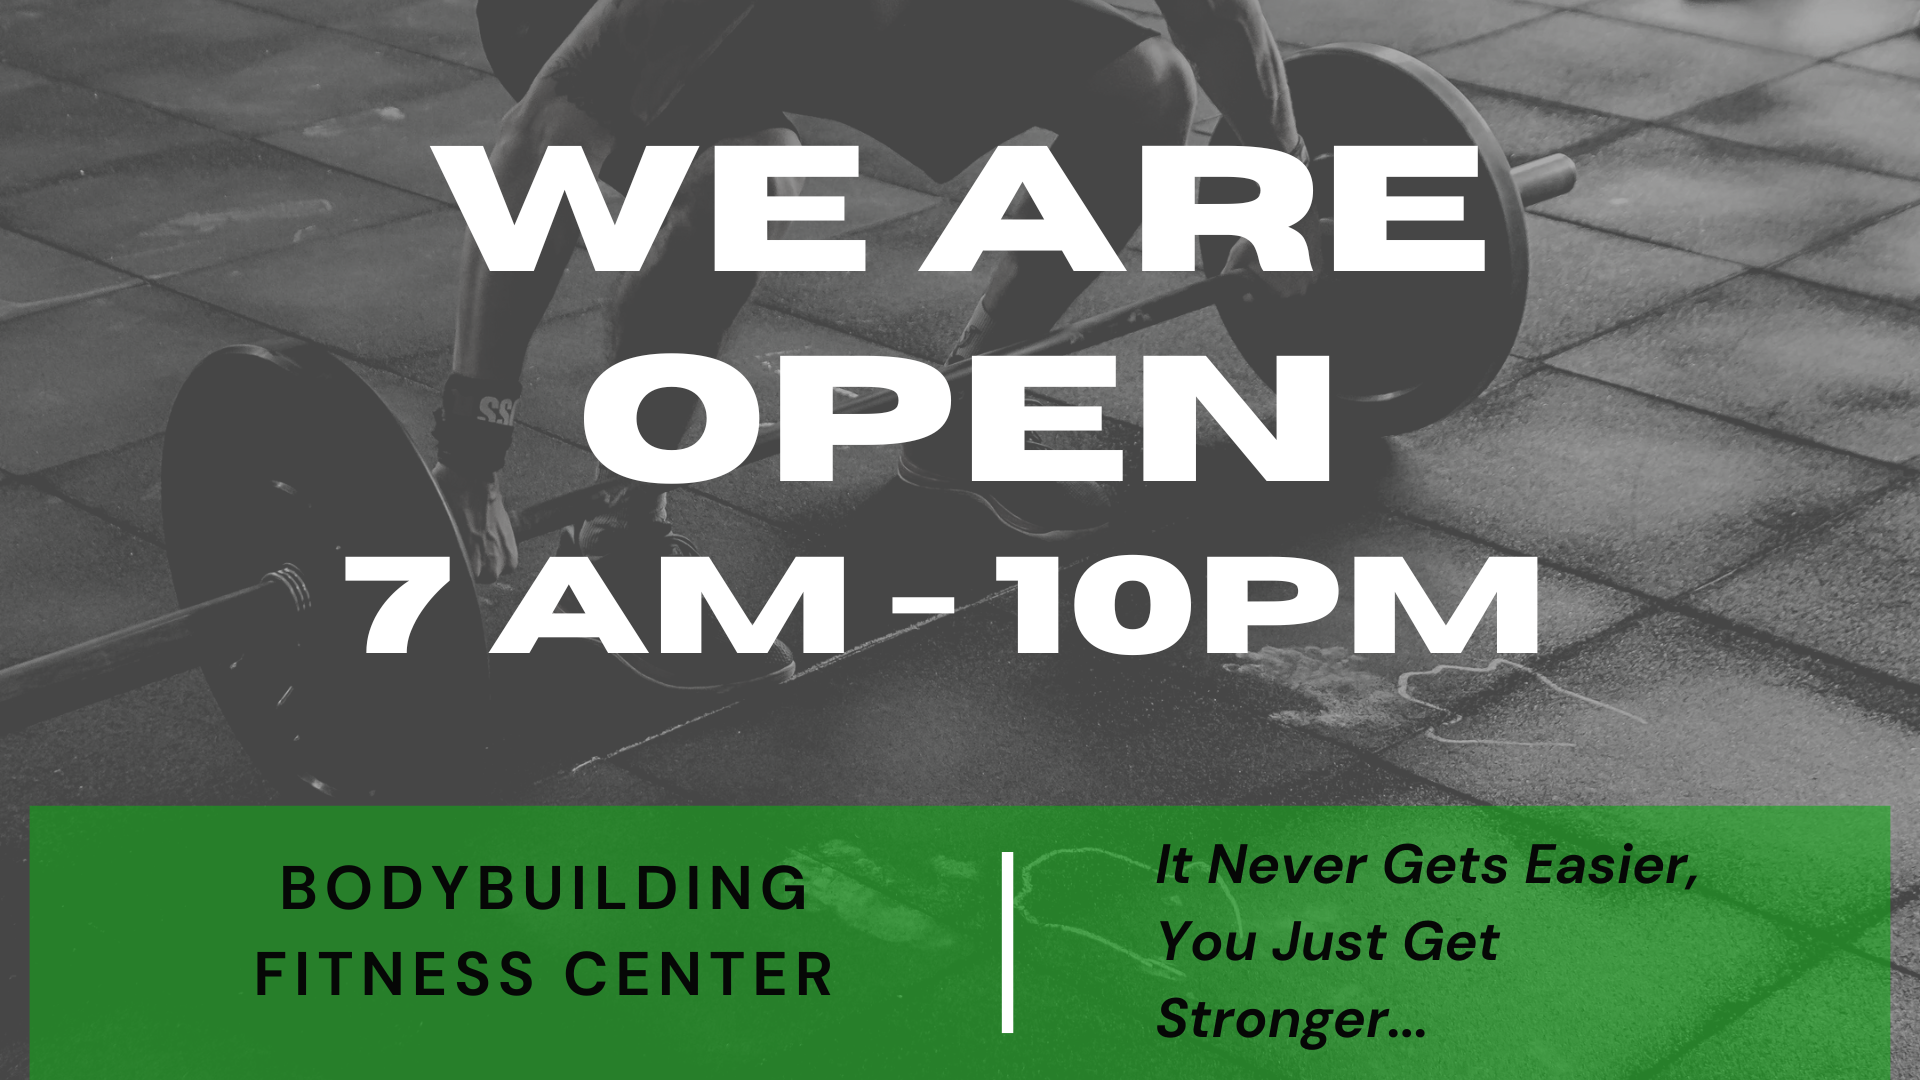 WE ARE
OPEN
7 AM - 10PM
BODYBUILDING
FITNESS CENTER
It Never Gets Easier,
You Just Get
Stronger...